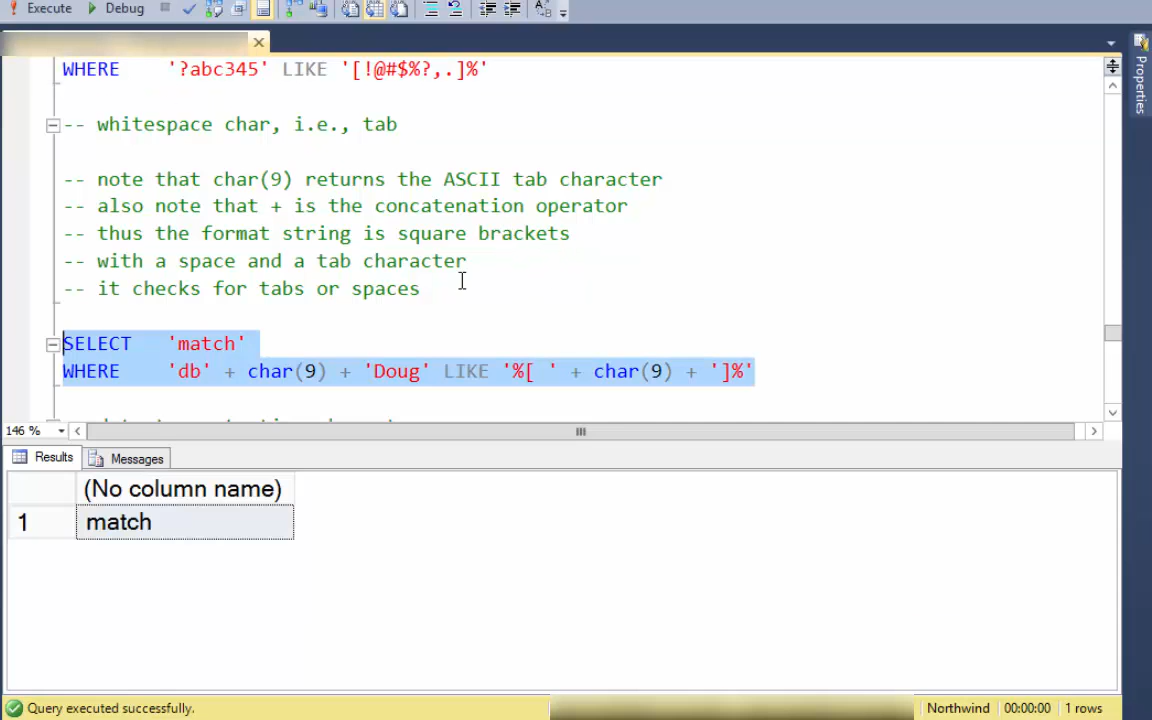 Execute Debug
WHERE '?abc345' LIKE '[!@#$%?,.]%'
-- whitespace char, i.e., tab
-- note that char(9) returns the ASCII tab character
-- also note that + is the concatenation operator
-- thus the format string is square brackets
-- with a space and a tab character
-- it checks for tabs or spaces
SELECT 'match'
WHERE 'db' + char(9) + 'Doug' LIKE '%[ ' + char(9) + ']%'
146 %
Results Messages
(No column name)
1 match
Query executed successfully. Northwind 00:00:00 1 rows
Properties